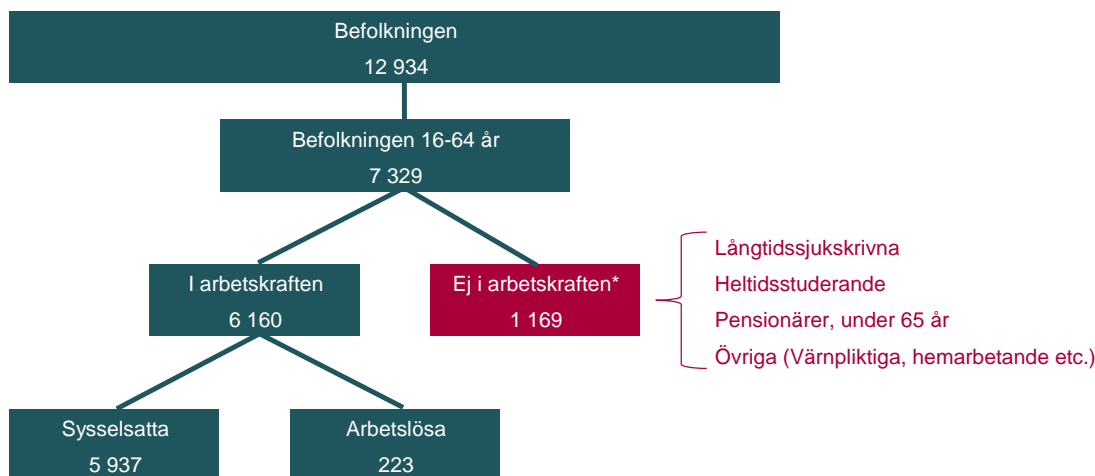 Befolkningen
12 934
Befolkningen 16-64 år
7 329
I arbetskraften
6 160
Ej i arbetskraften*
1 169
Långtidssjukskrivna
Heltidsstuderande
Pensionärer, under 65 år
Övriga (Värnpliktiga, hemarbetande etc.)
Sysselsatta
5 937
Arbetslösa
223